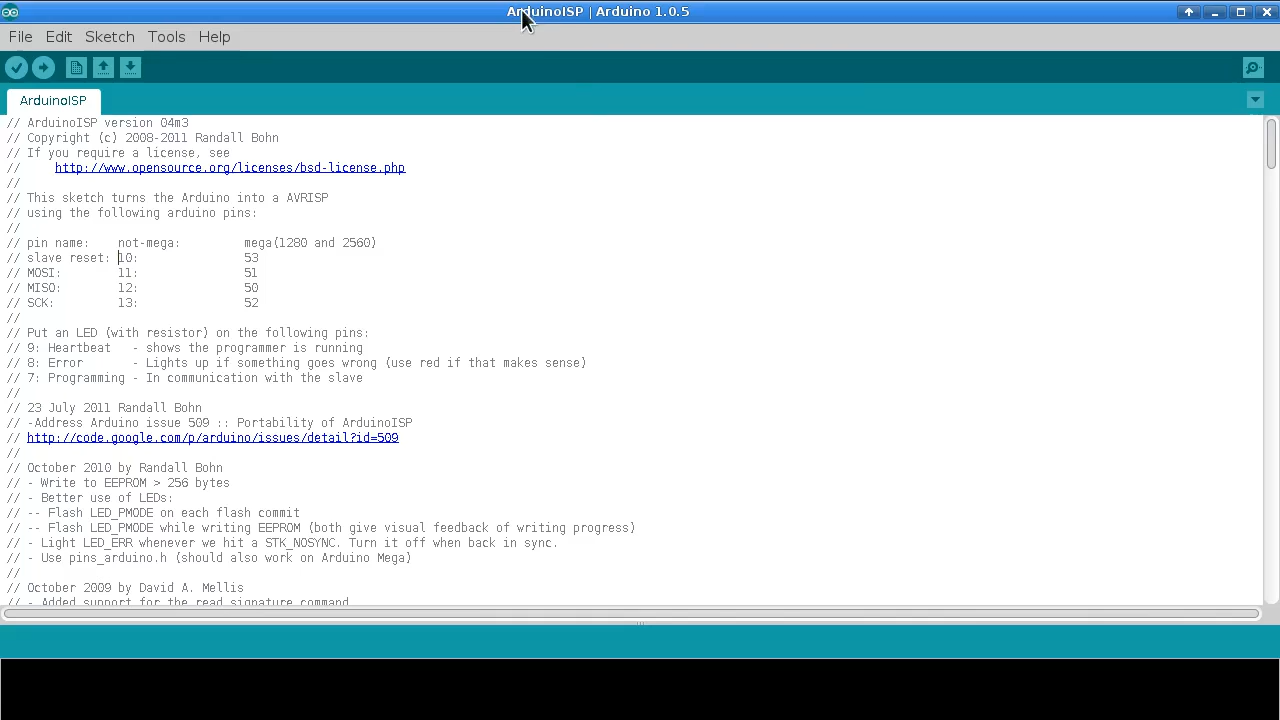 ArduinoISP | Arduino 1.0.5
File Edit Sketch Tools Help
ArduinoISP
// ArduinoISP version 04m3
// Copyright (c) 2008-2011 Randall Bohn
// If you require a license, see
//     http://www.opensource.org/licenses/bsd-license.php
//
// This sketch turns the Arduino into a AVRISP
// using the following arduino pins:
//
// pin name:    not-mega:         mega(1280 and 2560)
// slave reset: 10:               53
// MOSI:        11:               51
// MISO:        12:               50
// SCK:         13:               52
//
// Put an LED (with resistor) on the following pins:
// 9: Heartbeat   - shows the programmer is running
// 8: Error       - Lights up if something goes wrong (use red if that makes sense)
// 7: Programming - In communication with the slave
//
// 23 July 2011 Randall Bohn
// -Address Arduino issue 509 :: Portability of ArduinoISP
// http://code.google.com/p/arduino/issues/detail?id=509
//
// October 2010 by Randall Bohn
// - Write to EEPROM > 256 bytes
// - Better use of LEDs:
// -- Flash LED_PMODE on each flash commit
// -- Flash LED_PMODE while writing EEPROM (both give visual feedback of writing progress)
// - Light LED_ERR whenever we hit a STK_NOSYNC. Turn it off when back in sync.
// - Use pins_arduino.h (should also work on Arduino Mega)
//
// October 2009 by David A. Mellis
// - Added support for the read signature command